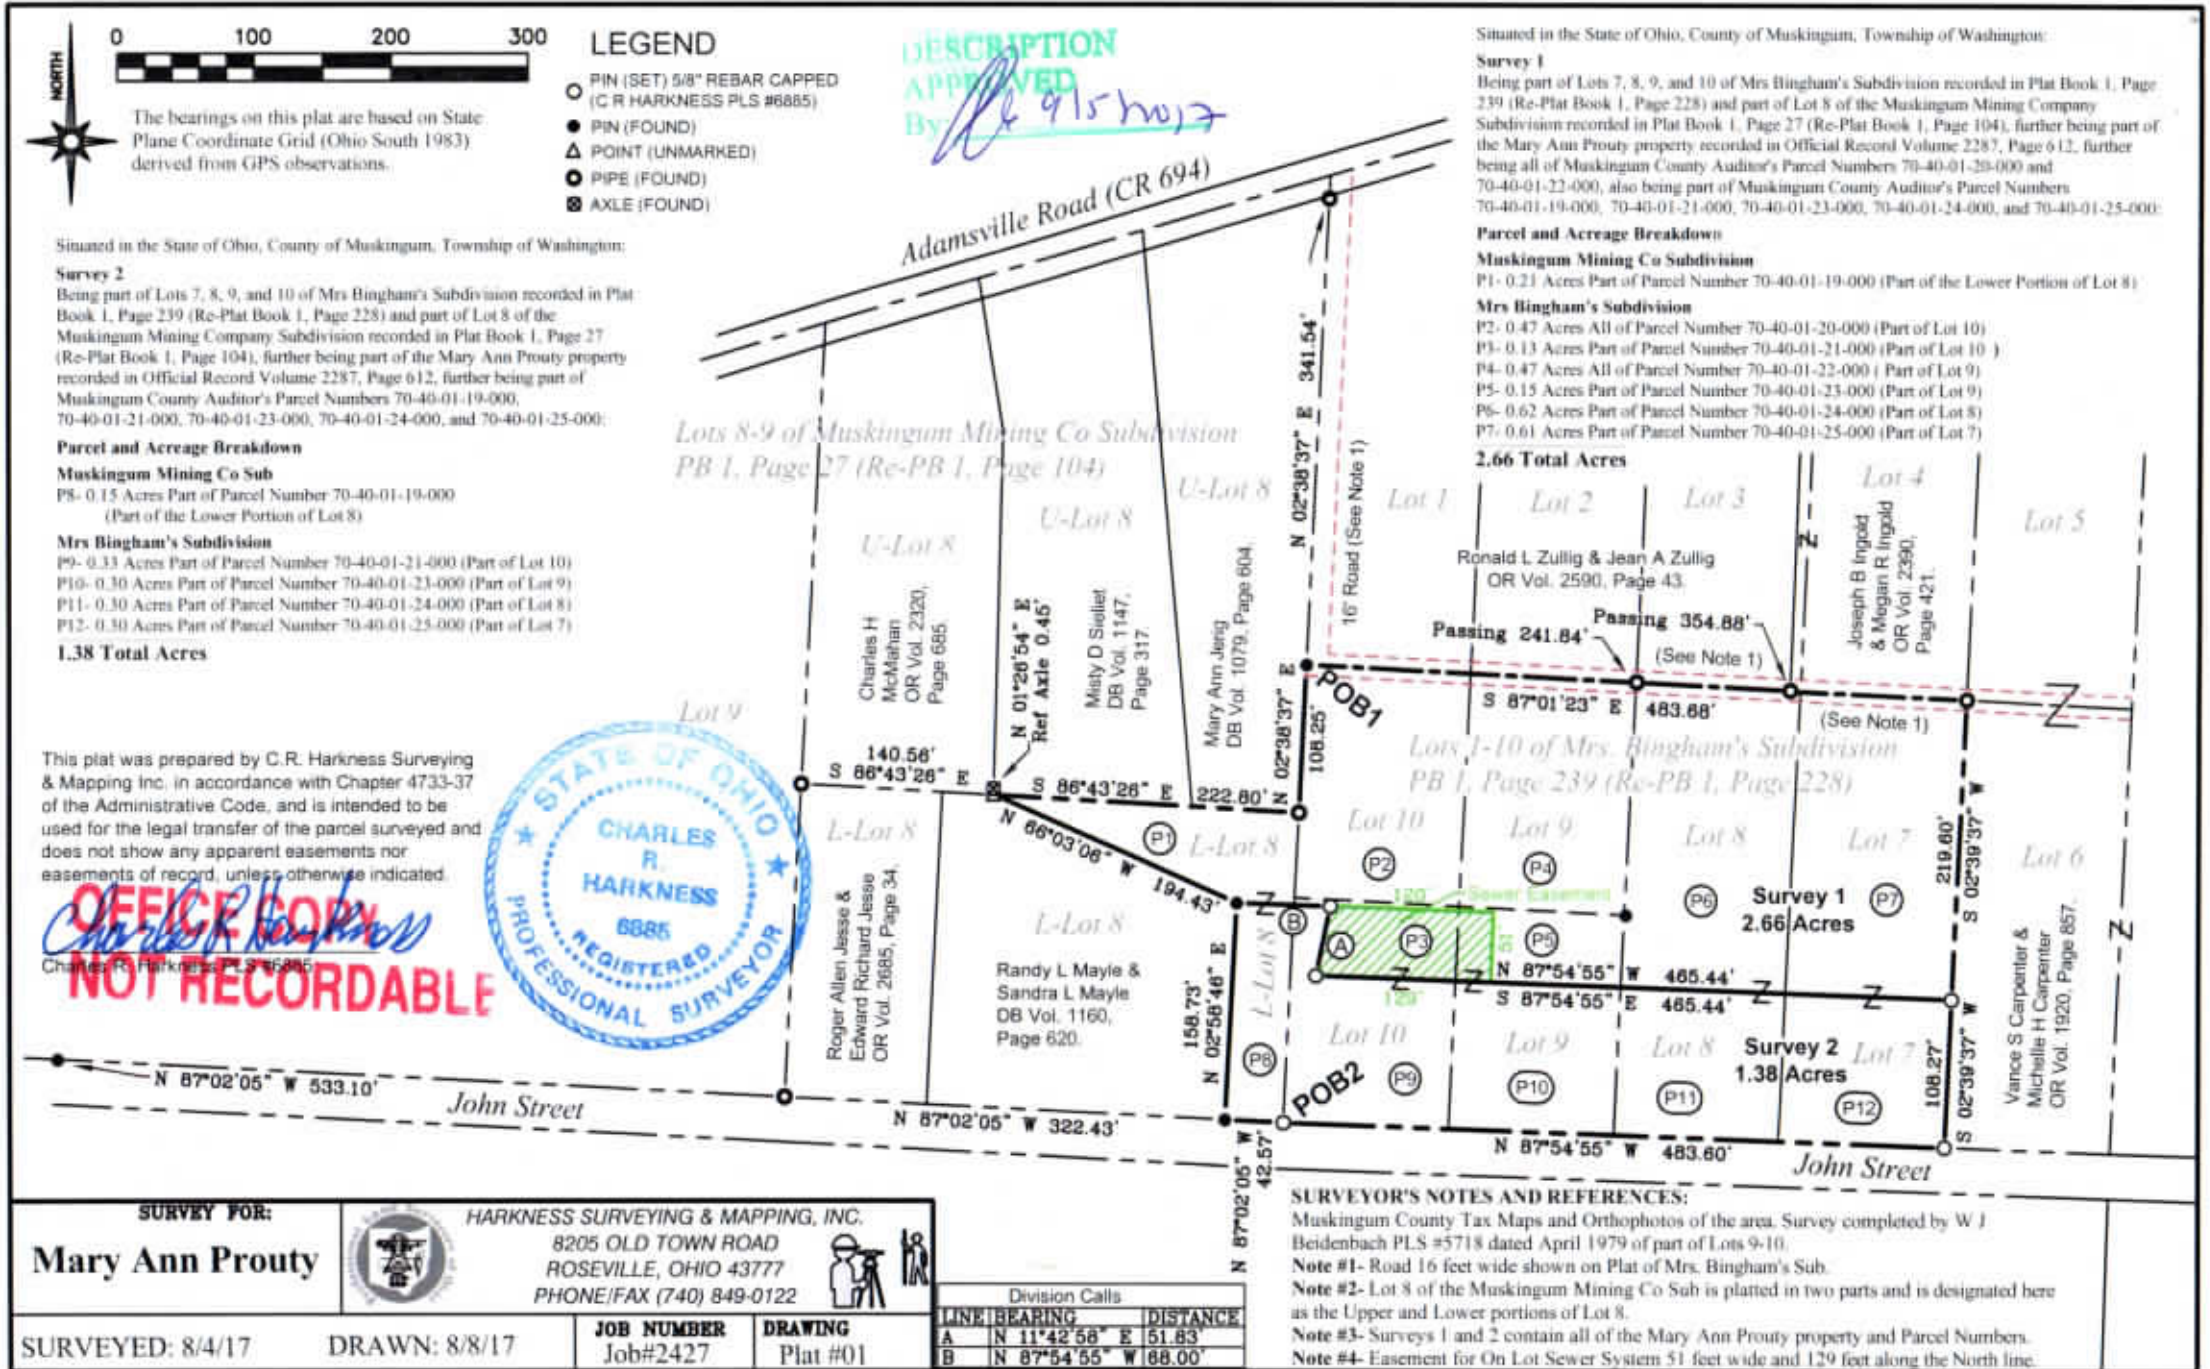 NORTH
0 100 200 300
The bearings on this plat are based on State
Plane Coordinate Grid (Ohio South 1983)
derived from GPS observations.
LEGEND
PIN (SET) 5/8" REBAR CAPPED
(C R HARKNESS PLS #6885)
PIN (FOUND)
POINT (UNMARKED)
PIPE (FOUND)
AXLE (FOUND)
DESCRIPTION
APPROVED
By:
Situated in the State of Ohio, County of Muskingum, Township of Washington:
Survey 1
Being part of Lots 7, 8, 9, and 10 of Mrs Bingham's Subdivision recorded in Plat Book 1, Page
239 (Re-Plat Book 1, Page 228) and part of Lot 8 of the Muskingum Mining Company
Subdivision recorded in Plat Book 1, Page 27 (Re-Plat Book 1, Page 104), further being part of
the Mary Ann Prouty property recorded in Official Record Volume 2287, Page 612, further
being all of Muskingum County Auditor's Parcel Numbers 70-40-01-20-000 and
70-40-01-22-000, also being part of Muskingum County Auditor's Parcel Numbers
70-40-01-19-000, 70-40-01-21-000, 70-40-01-23-000, 70-40-01-24-000, and 70-40-01-25-000:
Parcel and Acreage Breakdown
Muskingum Mining Co Subdivision
P1- 0.21 Acres Part of Parcel Number 70-40-01-19-000 (Part of the Lower Portion of Lot 8)
Mrs Bingham's Subdivision
P2- 0.47 Acres All of Parcel Number 70-40-01-20-000 (Part of Lot 10)
P3- 0.13 Acres Part of Parcel Number 70-40-01-21-000 (Part of Lot 10 )
P4- 0.47 Acres All of Parcel Number 70-40-01-22-000 ( Part of Lot 9)
P5- 0.15 Acres Part of Parcel Number 70-40-01-23-000 (Part of Lot 9)
P6- 0.62 Acres Part of Parcel Number 70-40-01-24-000 (Part of Lot 8)
P7- 0.61 Acres Part of Parcel Number 70-40-01-25-000 (Part of Lot 7)
2.66 Total Acres
Situated in the State of Ohio, County of Muskingum, Township of Washington:
Survey 2
Being part of Lots 7, 8, 9, and 10 of Mrs Bingham's Subdivision recorded in Plat
Book 1, Page 239 (Re-Plat Book 1, Page 228) and part of Lot 8 of the
Muskingum Mining Company Subdivision recorded in Plat Book 1, Page 27
(Re-Plat Book 1, Page 104), further being part of the Mary Ann Prouty property
recorded in Official Record Volume 2287, Page 612, further being part of
Muskingum County Auditor's Parcel Numbers 70-40-01-19-000,
70-40-01-21-000, 70-40-01-23-000, 70-40-01-24-000, and 70-40-01-25-000:
Parcel and Acreage Breakdown
Muskingum Mining Co Sub
P8- 0.15 Acres Part of Parcel Number 70-40-01-19-000
(Part of the Lower Portion of Lot 8)
Mrs Bingham's Subdivision
P9- 0.33 Acres Part of Parcel Number 70-40-01-21-000 (Part of Lot 10)
P10- 0.30 Acres Part of Parcel Number 70-40-01-23-000 (Part of Lot 9)
P11- 0.30 Acres Part of Parcel Number 70-40-01-24-000 (Part of Lot 8)
P12- 0.30 Acres Part of Parcel Number 70-40-01-25-000 (Part of Lot 7)
1.38 Total Acres
Adamsville Road (CR 694)
Lots 8-9 of Muskingum Mining Co Subdivision
PB 1, Page 27 (Re-PB 1, Page 104)
U-Lot 8
U-Lot 8
U-Lot 8
N 02°38'37" E 341.54'
16' Road (See Note 1)
Lot 1
Lot 2
Lot 3
Lot 4
Lot 5
Ronald L Zullig & Jean A Zullig
OR Vol. 2590, Page 43.
Joseph B Ingold
& Megan R Ingold
OR Vol. 2390,
Page 421.
Passing 241.84'
Passing 354.88'
(See Note 1)
Charles H
McMahan
OR Vol. 2320,
Page 685.
N 01°26'54" E
Ref Axle 0.45'
Misty D Sielliet
DB Vol. 1147,
Page 317.
Mary Ann Jerig
DB Vol. 1079, Page 604.
N 02°38'37" E
108.25'
POB1
S 87°01'23" E 483.68'
(See Note 1)
Lots 1-10 of Mrs. Bingham's Subdivision
PB 1, Page 239 (Re-PB 1, Page 228)
Lot 9
140.56'
S 86°43'26" E
S 86°43'26" E 222.80'
N 66°03'06" W 194.43'
P1
L-Lot 8
L-Lot 8
L-Lot 8
L-Lot 8
Lot 10
Lot 9
Lot 8
Lot 7
Lot 6
P2
P4
P6
P7
Survey 1
2.66 Acres
219.60'
S 02°39'37" W
120'
Sewer Easement
51'
129'
A
B
P3
P5
N 87°54'55" W 465.44'
S 87°54'55" E 465.44'
Roger Allen Jesse &
Edward Richard Jesse
OR Vol. 2685, Page 34.
Randy L Mayle &
Sandra L Mayle
DB Vol. 1160,
Page 620.
158.73'
N 02°58'46" E
P8
Lot 10
Lot 9
Lot 8
Lot 7
P9
P10
P11
P12
Survey 2
1.38 Acres
108.27'
S 02°39'37" W
Vance S Carpenter &
Michelle H Carpenter
OR Vol. 1920, Page 857.
POB2
N 87°02'05" W 533.10'
John Street
N 87°02'05" W 322.43'
N 87°02'05" W
42.57'
N 87°54'55" W 483.60'
John Street
This plat was prepared by C.R. Harkness Surveying
& Mapping Inc. in accordance with Chapter 4733-37
of the Administrative Code, and is intended to be
used for the legal transfer of the parcel surveyed and
does not show any apparent easements nor
easements of record, unless otherwise indicated.
OFFICE COPY
Charles R. Harkness PLS #6885
NOT RECORDABLE
STATE OF OHIO
CHARLES
R.
HARKNESS
6885
REGISTERED
PROFESSIONAL SURVEYOR
SURVEY FOR:
Mary Ann Prouty
HARKNESS SURVEYING & MAPPING, INC.
8205 OLD TOWN ROAD
ROSEVILLE, OHIO 43777
PHONE/FAX (740) 849-0122
SURVEYED: 8/4/17 DRAWN: 8/8/17
JOB NUMBER
Job#2427
DRAWING
Plat #01
Division Calls
LINE BEARING DISTANCE
A N 11°42'58" E 51.83'
B N 87°54'55" W 68.00'
SURVEYOR'S NOTES AND REFERENCES:
Muskingum County Tax Maps and Orthophotos of the area. Survey completed by W J
Beidenbach PLS #5718 dated April 1979 of part of Lots 9-10.
Note #1- Road 16 feet wide shown on Plat of Mrs. Bingham's Sub.
Note #2- Lot 8 of the Muskingum Mining Co Sub is platted in two parts and is designated here
as the Upper and Lower portions of Lot 8.
Note #3- Surveys 1 and 2 contain all of the Mary Ann Prouty property and Parcel Numbers.
Note #4- Easement for On Lot Sewer System 51 feet wide and 129 feet along the North line.